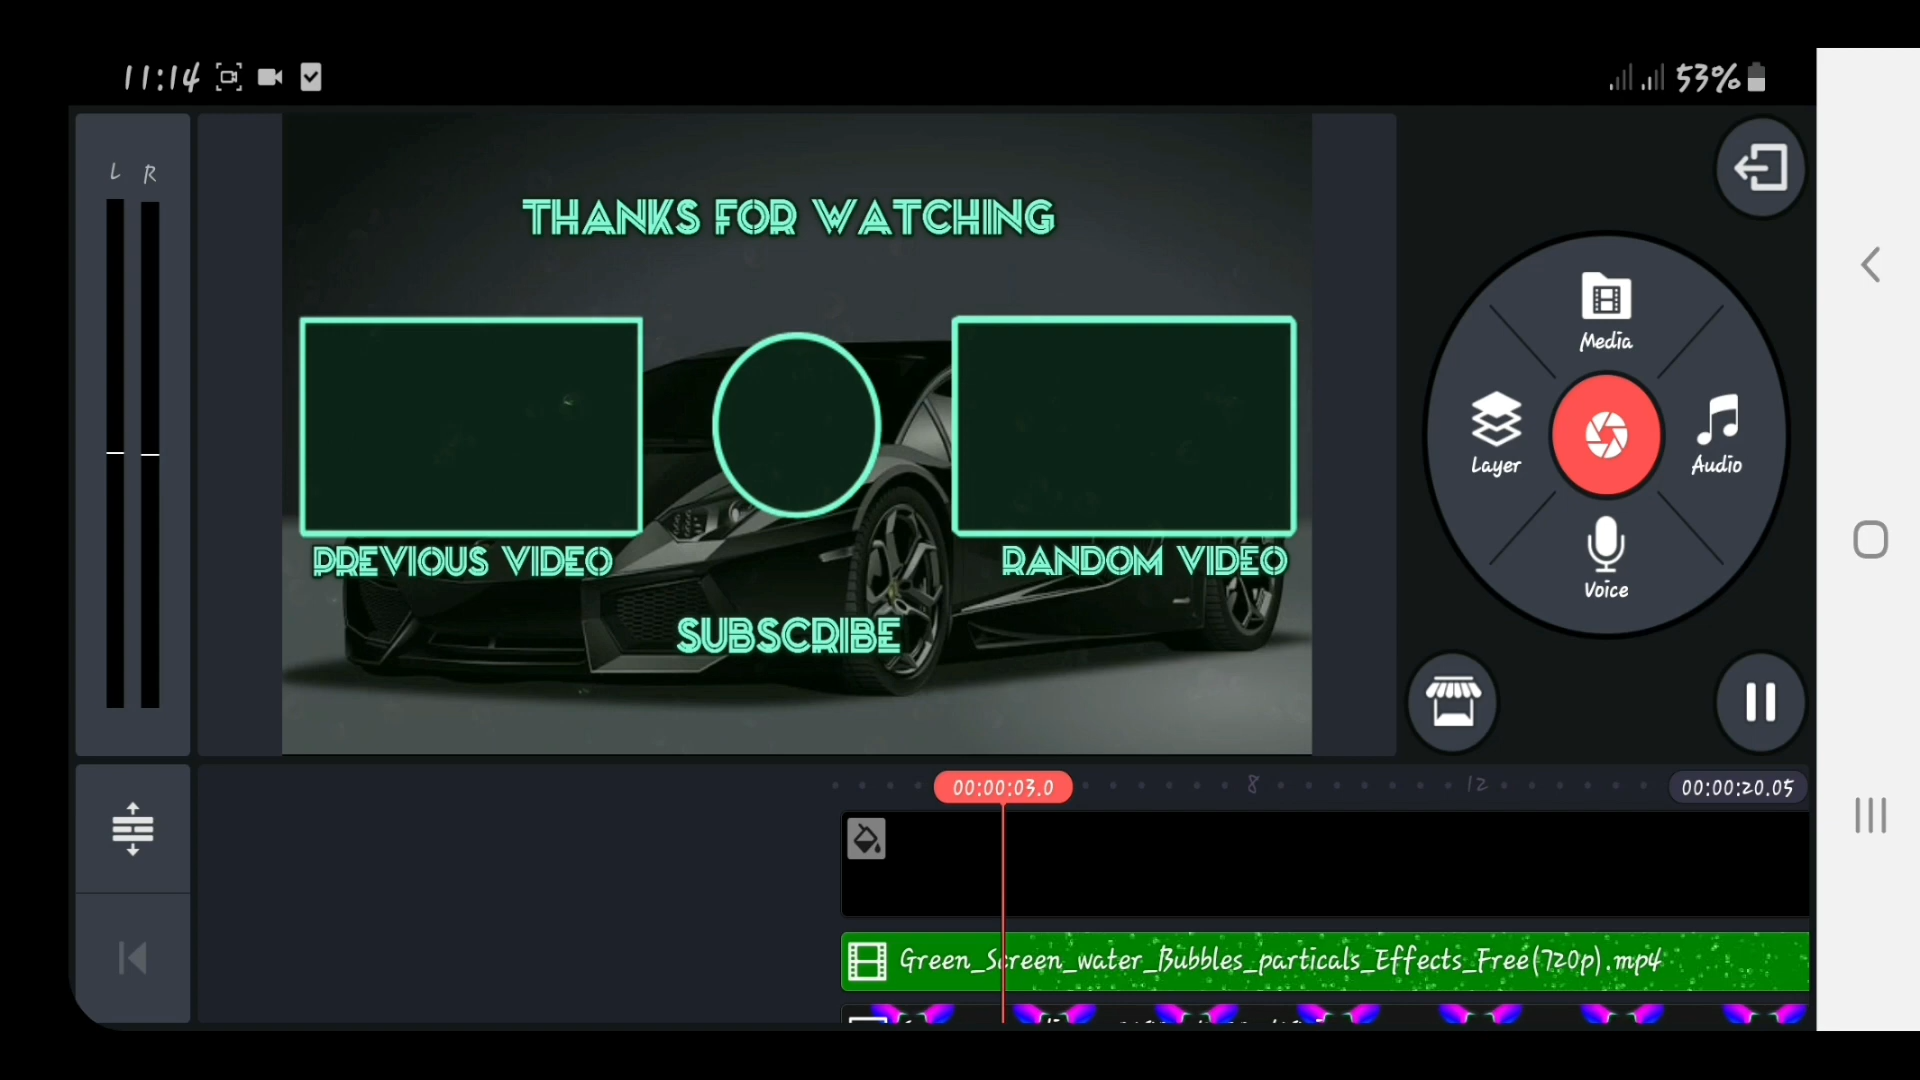 11:14
53%
L R
THANKS FOR WATCHING
Media
Layer
Audio
PREVIOUS VIDEO
RANDOM VIDEO
Voice
SUBSCRIBE
00:00:03.0
8
12
00:00:20.05
Green_Screen_water_Bubbles_particals_Effects_Free(720p).mp4